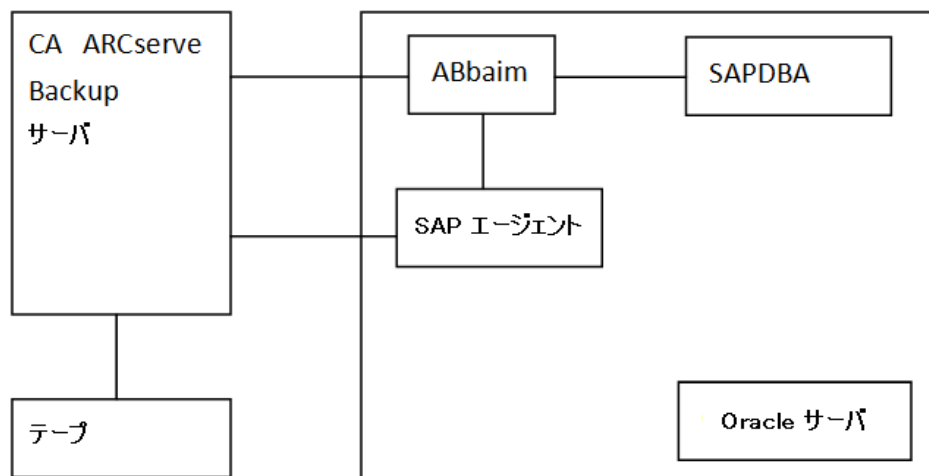 CA ARCserve
Backup
サーバ
ABbaim
SAPDBA
SAP エージェント
テープ
Oracle サーバ